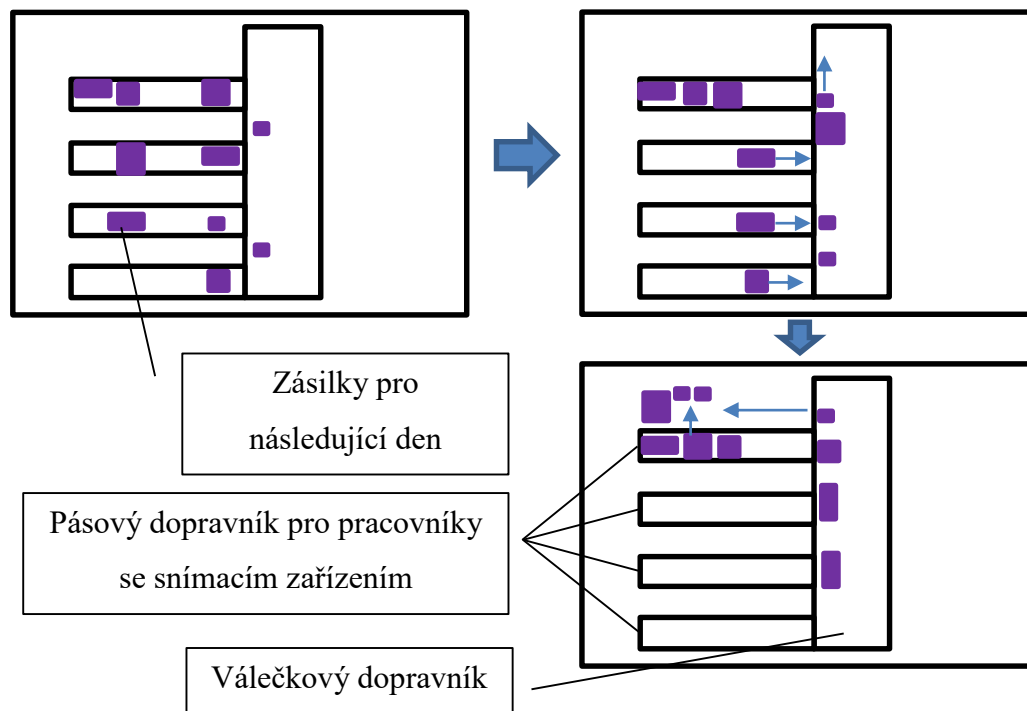 Zásilky pro
následující den
Pásový dopravník pro pracovníky
se snímacím zařízením
Válečkový dopravník